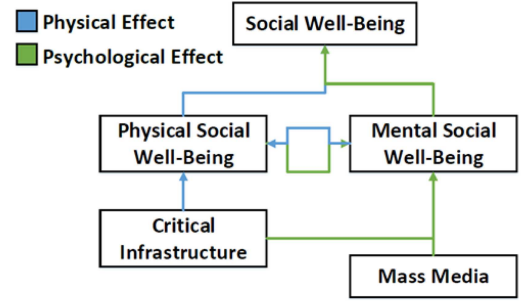 Social Well-Being
Physical Effect
Psychological Effect
Physical Social
Well-Being
Mental Social
Well-Being
Critical
Infrastructure
Mass Media